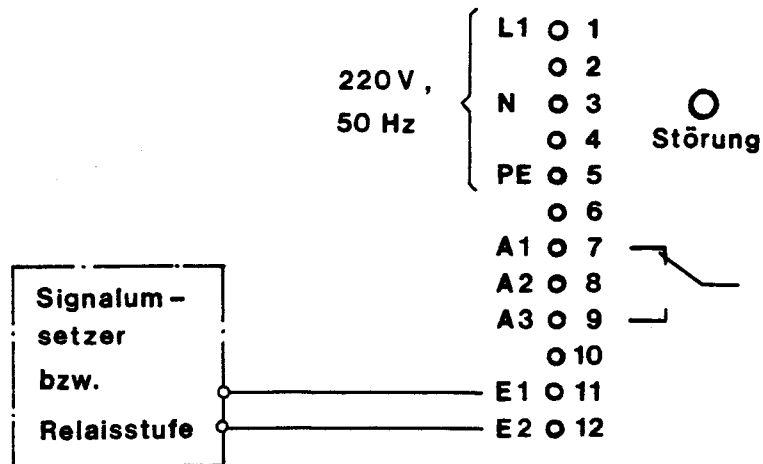 L1 1
2
220 V,
N 3
50 Hz
4
Störung
PE 5
6
A1 7
A2 8
Signalum-
A3 9
setzer
10
bzw.
E1 11
Relaisstufe
E2 12